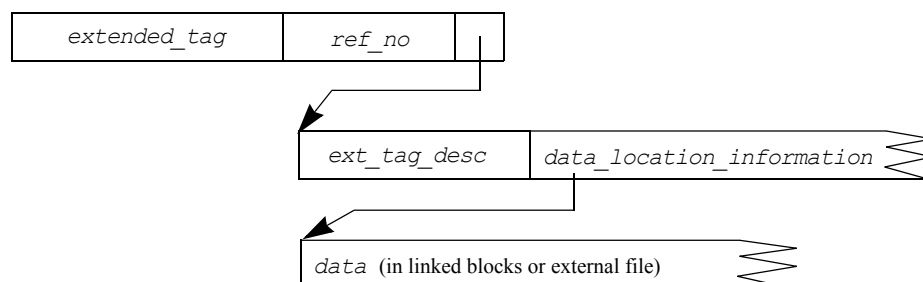 extended_tag ref_no
ext_tag_desc data_location_information
data (in linked blocks or external file)